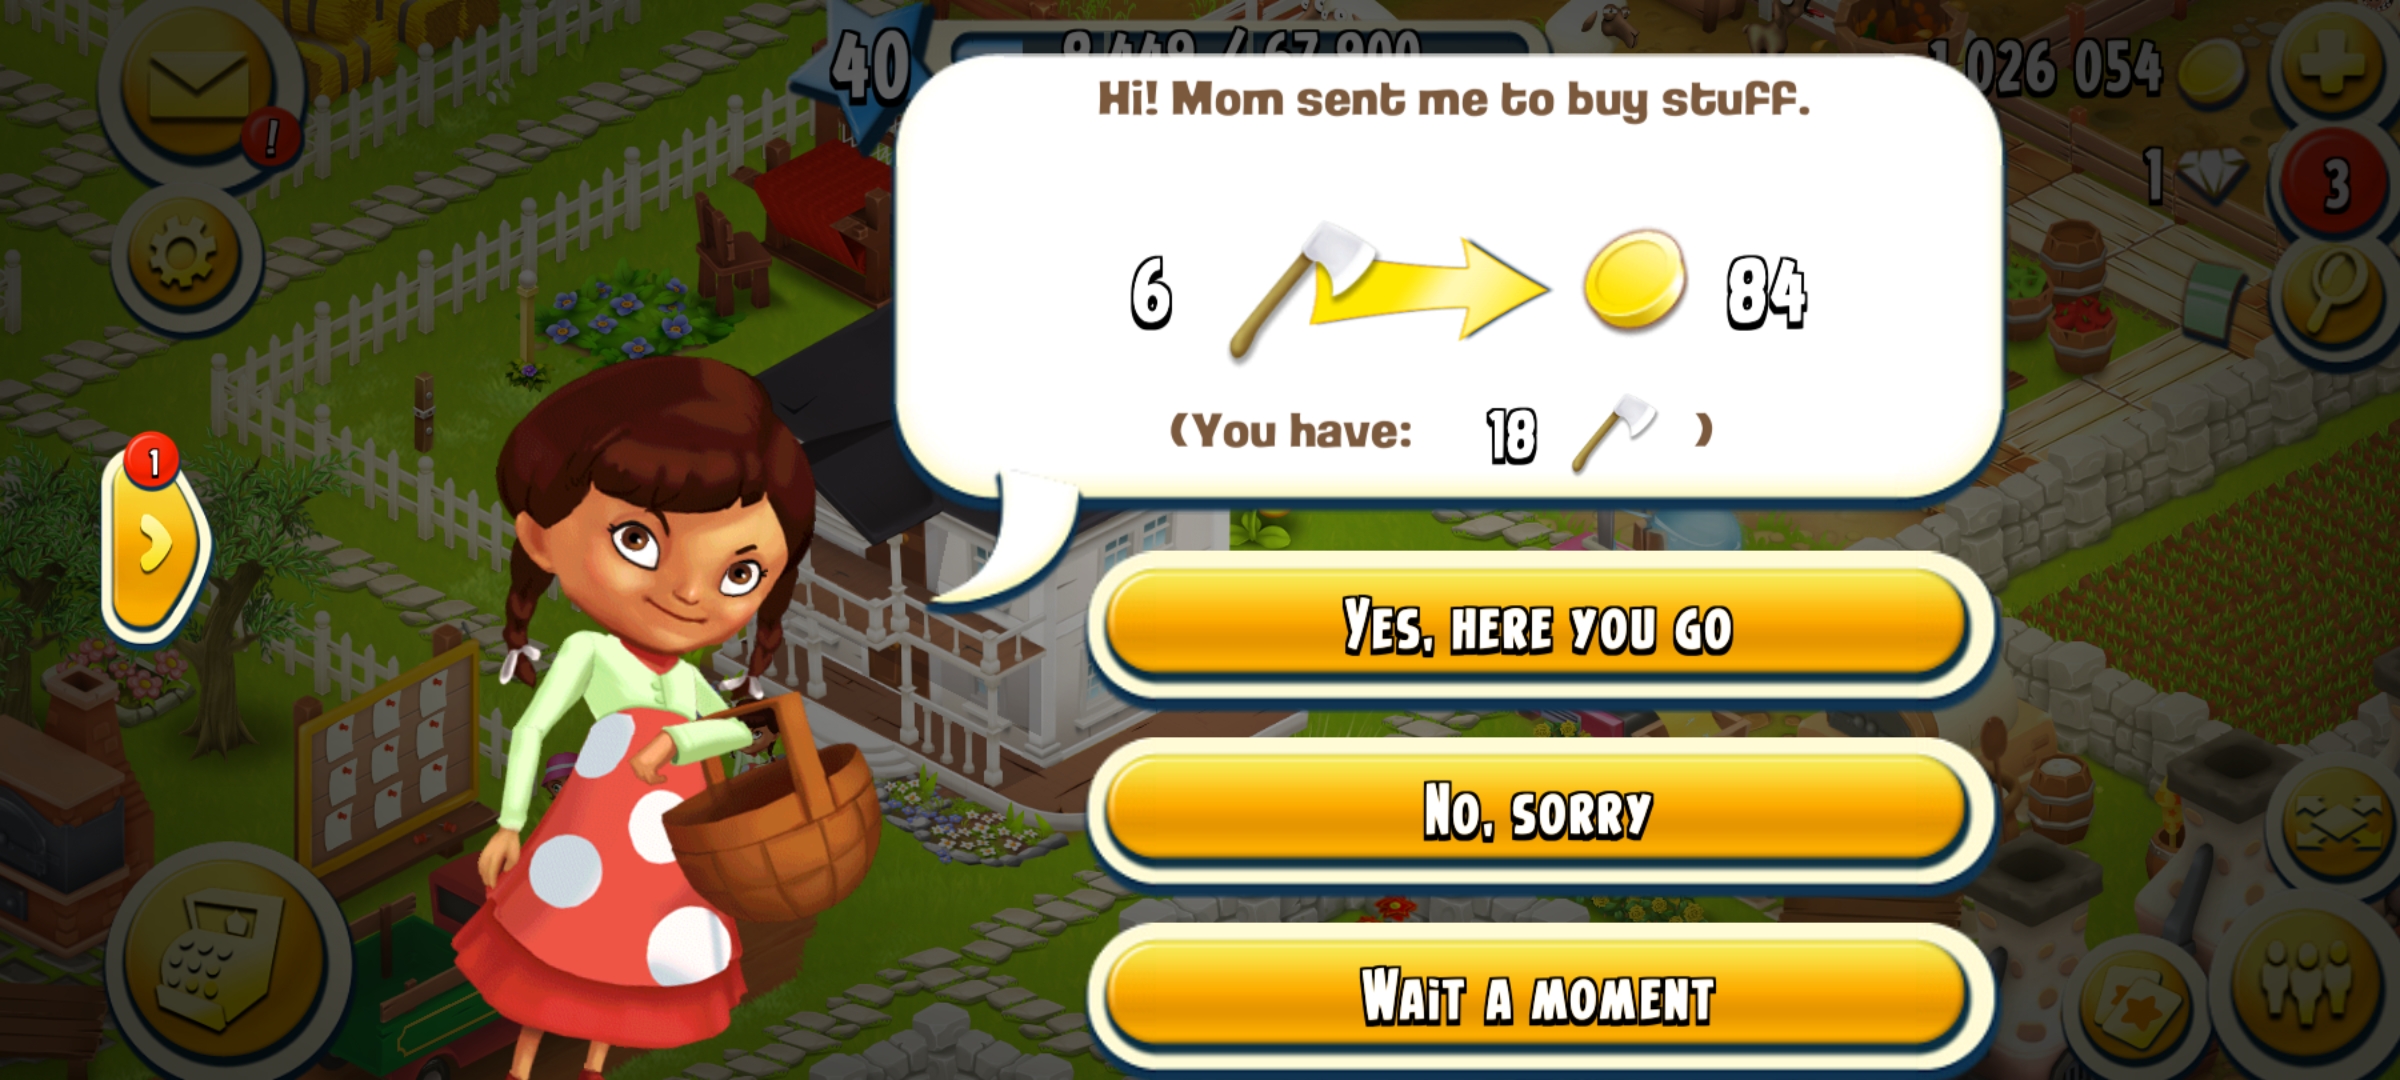 40
1 026 054
Hi! Mom sent me to buy stuff.
!
1
3
6
84
(You have: 18 )
1
Yes, here you go
No, sorry
Wait a moment